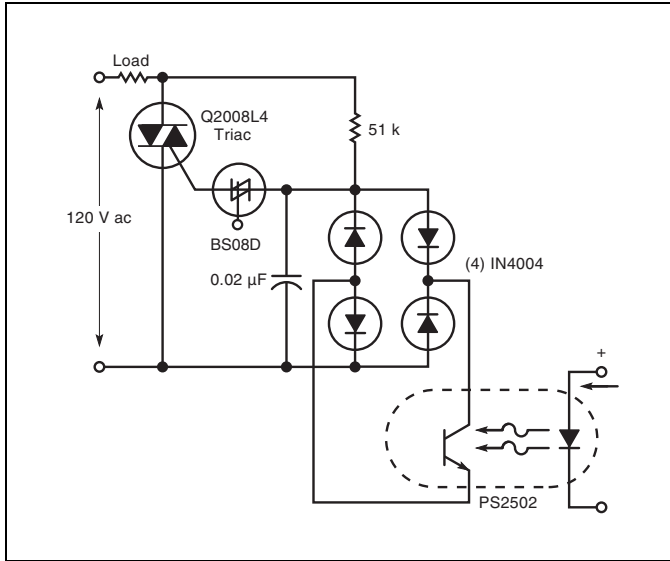 Load
Q2008L4
Triac
51 k
120 V ac
BS08D
(4) IN4004
0.02 µF
+
PS2502